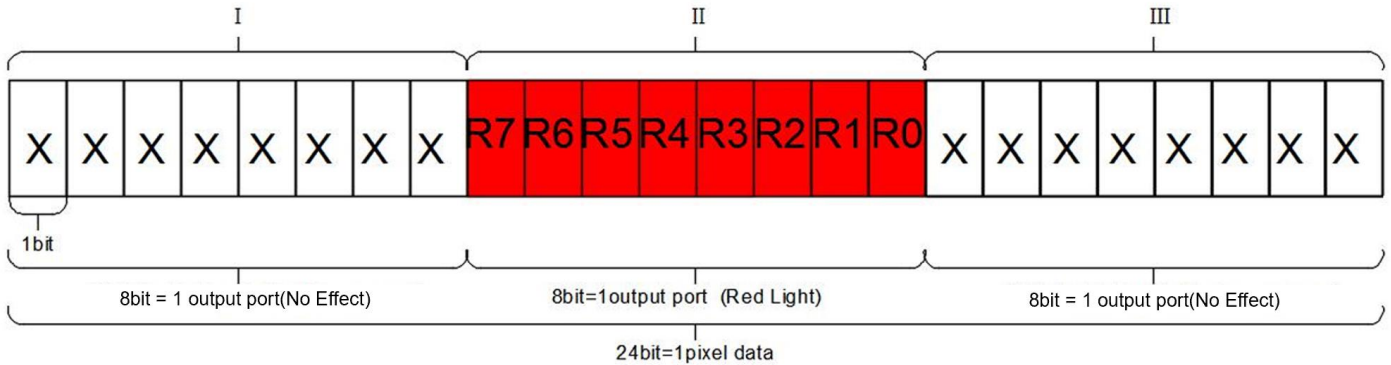 I II III
X X X X X X X X R7 R6 R5 R4 R3 R2 R1 R0 X X X X X X X X
1bit
8bit = 1 output port(No Effect) 8bit=1output port (Red Light) 8bit = 1 output port(No Effect)
24bit=1pixel data